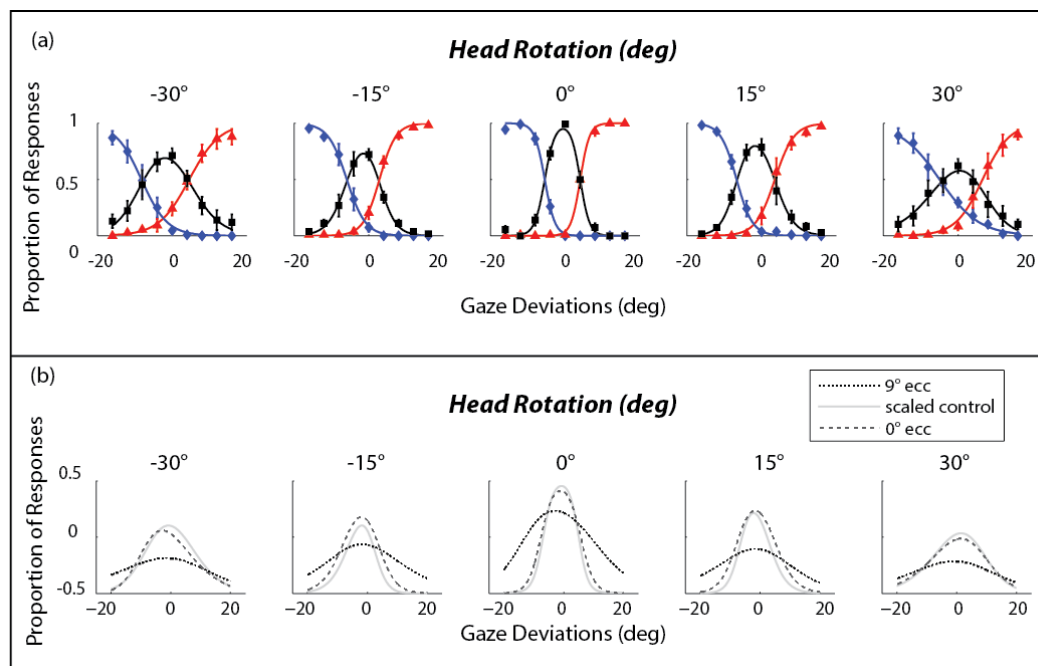 (a)
Head Rotation (deg)
-30° -15° 0° 15° 30°
Proportion of Responses
1
0.5
0
-20 0 20 -20 0 20 -20 0 20 -20 0 20 -20 0 20
Gaze Deviations (deg)
(b)
9° ecc
scaled control
0° ecc
Head Rotation (deg)
-30° -15° 0° 15° 30°
Proportion of Responses
0.5
0
-0.5
−20 0 20 −20 0 20 −20 0 20 −20 0 20 −20 0 20
Gaze Deviations (deg)